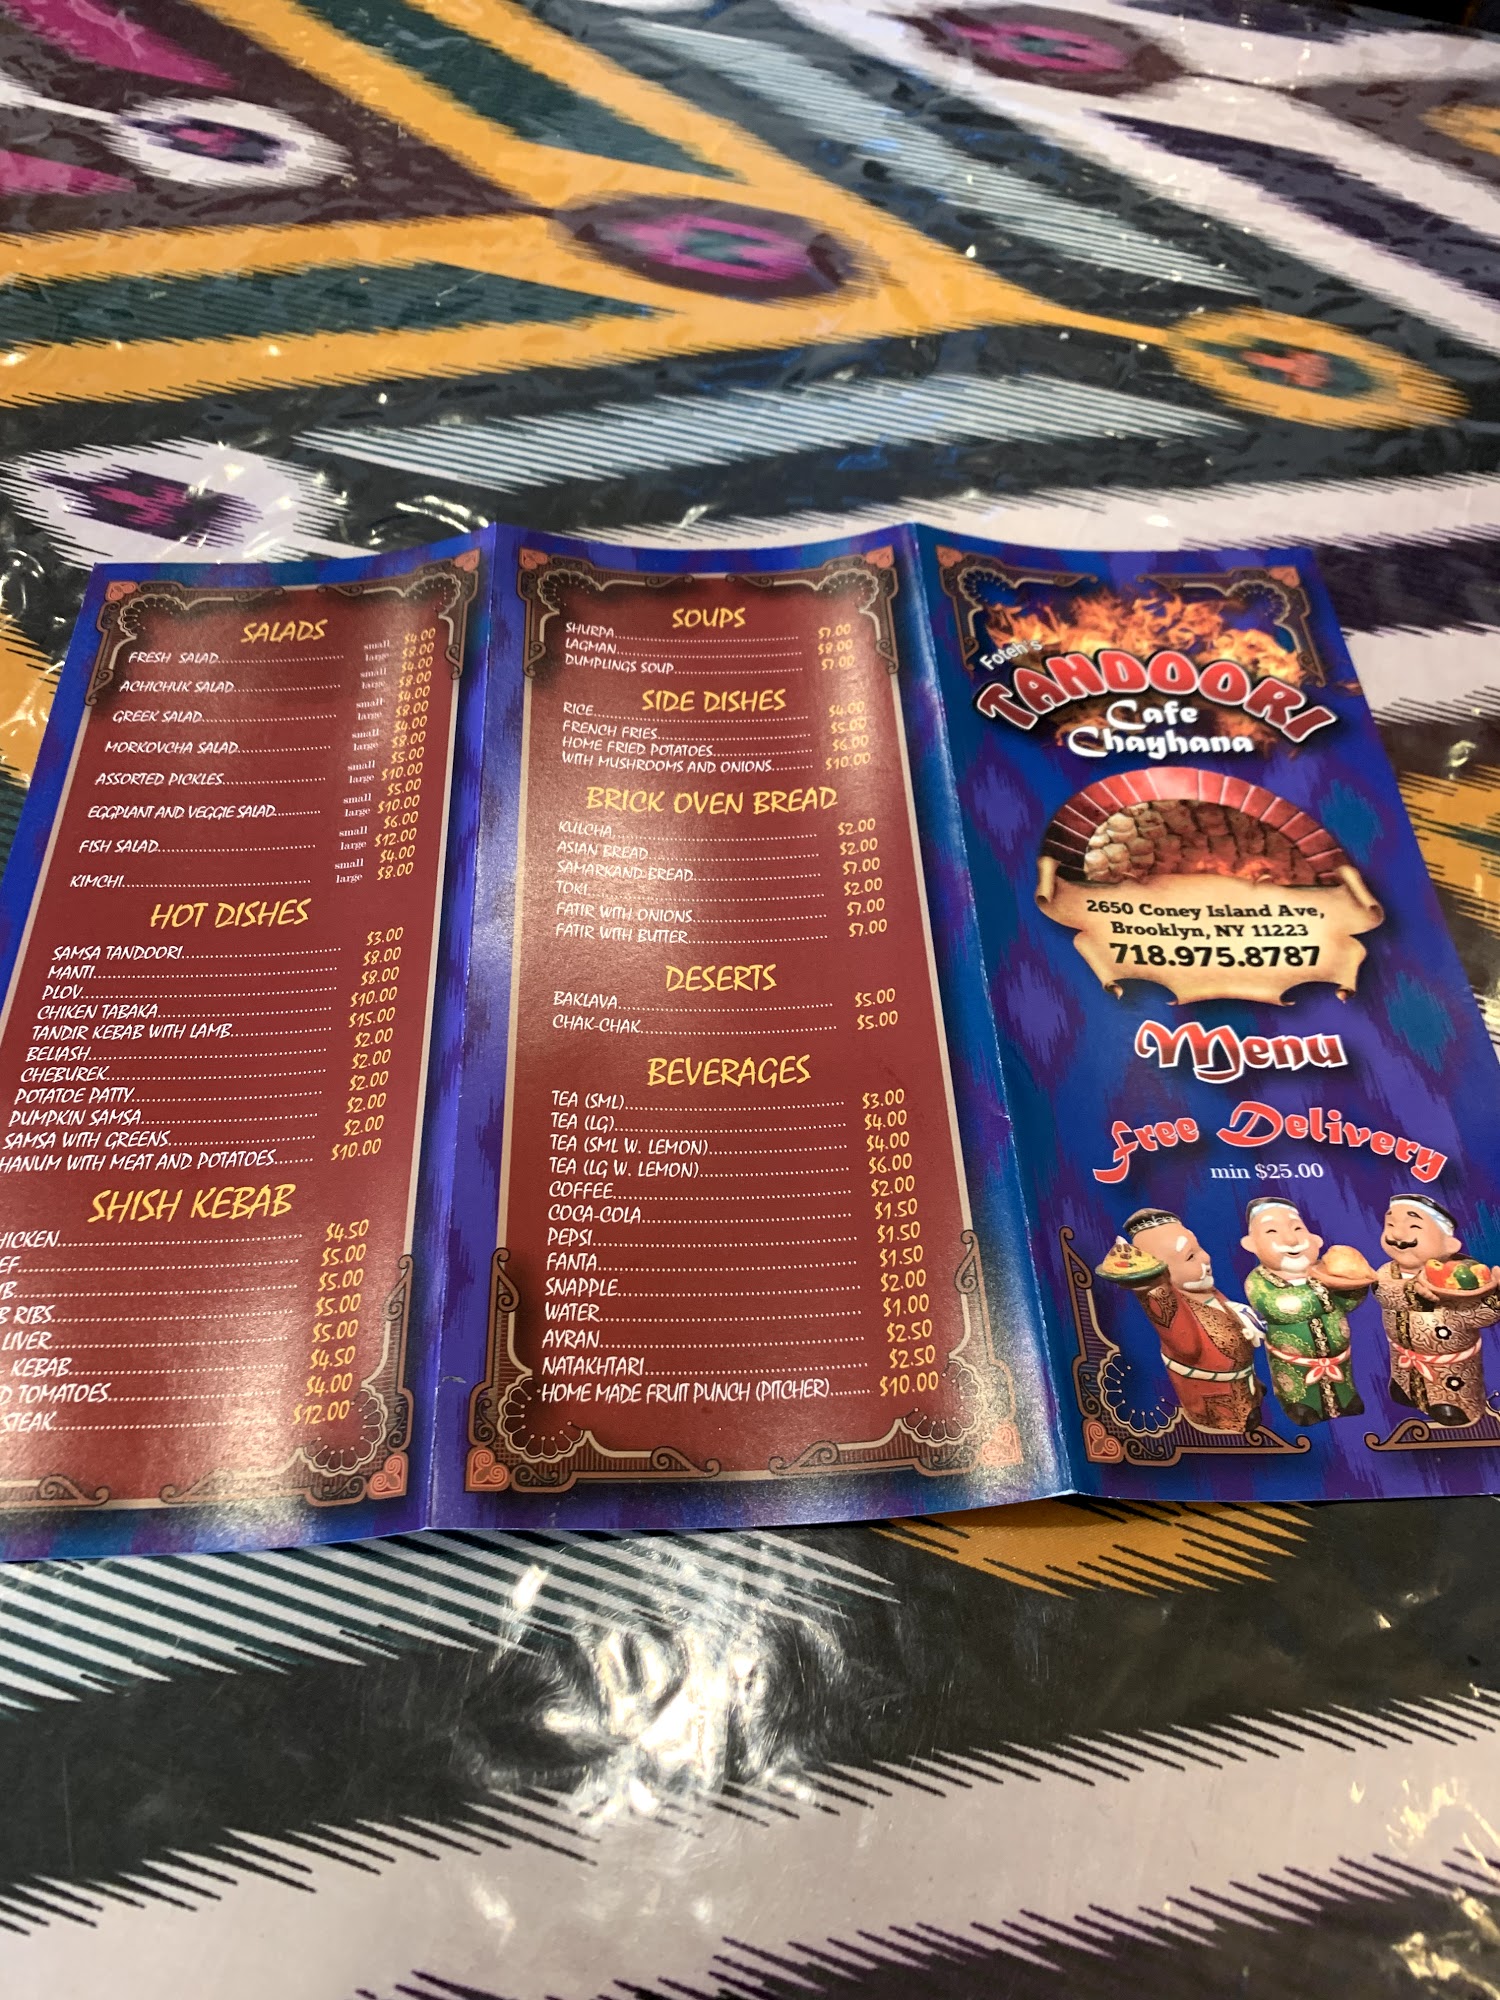 SALADS
FRESH SALAD small $4.00
large $8.00
ACHICHUK SALAD small $4.00
large $8.00
GREEK SALAD small $4.00
large $8.00
MORKOVCHA SALAD small $4.00
large $8.00
ASSORTED PICKLES small $5.00
large $10.00
EGGPLANT AND VEGGIE SALAD small $5.00
large $10.00
FISH SALAD small $6.00
large $12.00
KIMCHI small $4.00
large $8.00
HOT DISHES
SAMSA TANDOORI $3.00
MANTI $8.00
PLOV $8.00
CHIKEN TABAKA $10.00
TANDIR KEBAB WITH LAMB $15.00
BELIASH $2.00
CHEBUREK $2.00
POTATOE PATTY $2.00
PUMPKIN SAMSA $2.00
SAMSA WITH GREENS $2.00
HANUM WITH MEAT AND POTATOES $10.00
SHISH KEBAB
HICKEN $4.50
EF $5.00
B $5.00
B RIBS $5.00
LIVER $5.00
KEBAB $4.50
D TOMATOES $4.00
STEAK $12.00
SOUPS
SHURPA $7.00
LAGMAN $8.00
DUMPLINGS SOUP $7.00
SIDE DISHES
RICE $4.00
FRENCH FRIES $5.00
HOME FRIED POTATOES $6.00
WITH MUSHROOMS AND ONIONS $10.00
BRICK OVEN BREAD
KULCHA $2.00
ASIAN BREAD $2.00
SAMARKAND BREAD $7.00
TOKI $2.00
FATIR WITH ONIONS $7.00
FATIR WITH BUTTER $7.00
DESERTS
BAKLAVA $5.00
CHAK-CHAK $5.00
BEVERAGES
TEA (SML) $3.00
TEA (LG) $4.00
TEA (SML W. LEMON) $4.00
TEA (LG W. LEMON) $6.00
COFFEE $2.00
COCA-COLA $1.50
PEPSI $1.50
FANTA $1.50
SNAPPLE $2.00
WATER $1.00
AYRAN $2.50
NATAKHTARI $2.50
HOME MADE FRUIT PUNCH (PITCHER) $10.00
Foteh's
TANDOORI
Cafe
Chayhana
2650 Coney Island Ave,
Brooklyn, NY 11223
718.975.8787
Menu
Free Delivery
min $25.00